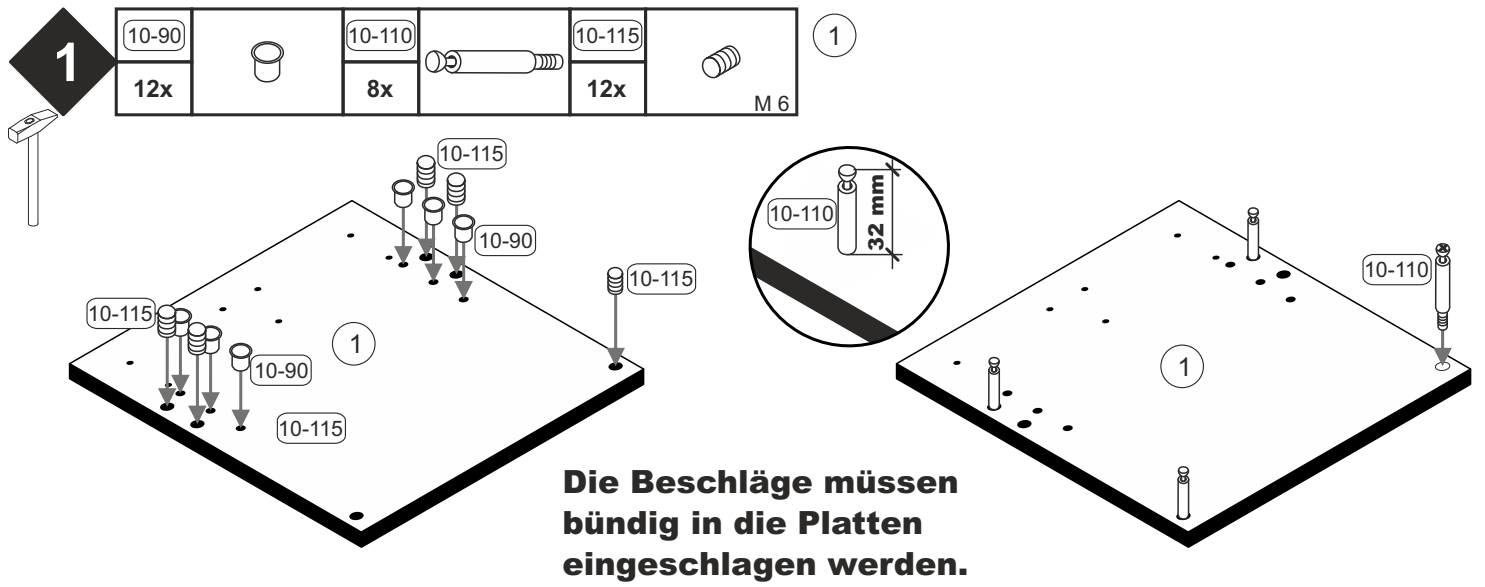 1
10-90
12x
10-110
8x
10-115
12x
M 6
1
10-115
10-90
10-115
10-115
10-90
10-115
1
10-110
32 mm
10-110
1
Die Beschläge müssen
bündig in die Platten
eingeschlagen werden.